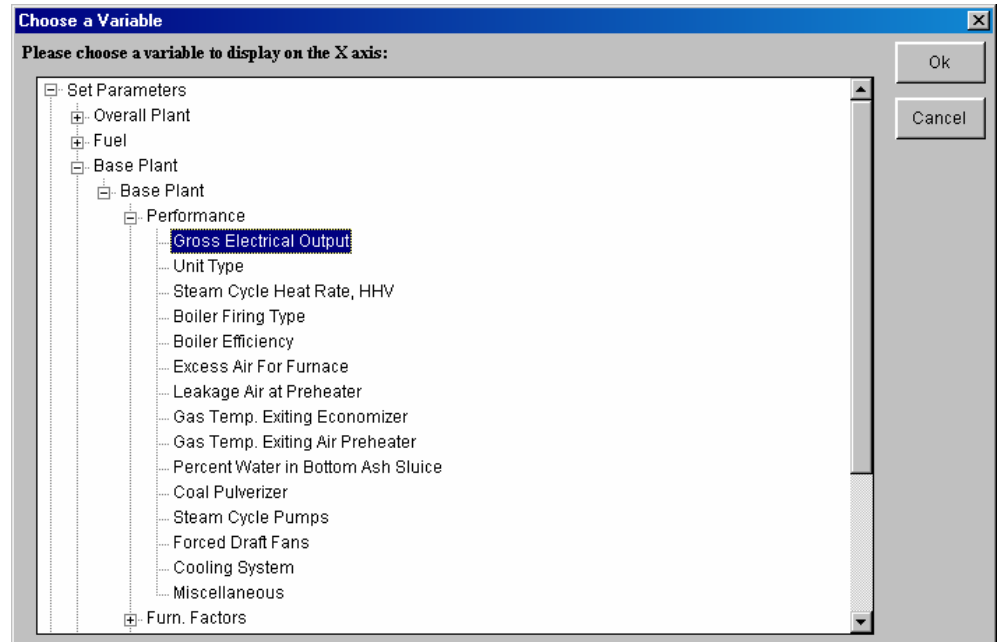 Choose a Variable
Please choose a variable to display on the X axis:
Ok
Cancel
Set Parameters
Overall Plant
Fuel
Base Plant
Base Plant
Performance
Gross Electrical Output
Unit Type
Steam Cycle Heat Rate, HHV
Boiler Firing Type
Boiler Efficiency
Excess Air For Furnace
Leakage Air at Preheater
Gas Temp. Exiting Economizer
Gas Temp. Exiting Air Preheater
Percent Water in Bottom Ash Sluice
Coal Pulverizer
Steam Cycle Pumps
Forced Draft Fans
Cooling System
Miscellaneous
Furn. Factors